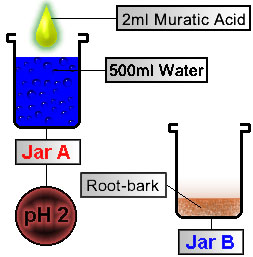 2ml Muratic Acid
500ml Water
Jar A
pH 2
Root-bark
Jar B